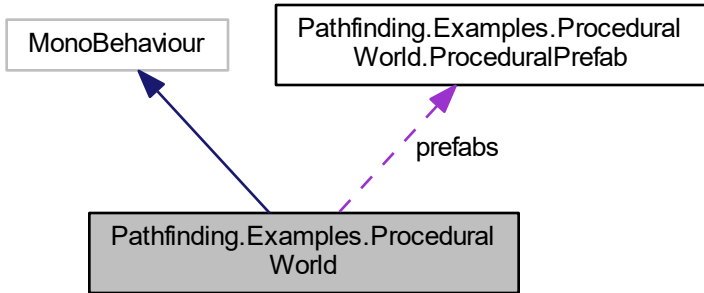 MonoBehaviour
Pathfinding.Examples.Procedural
World.ProceduralPrefab
prefabs
Pathfinding.Examples.Procedural
World